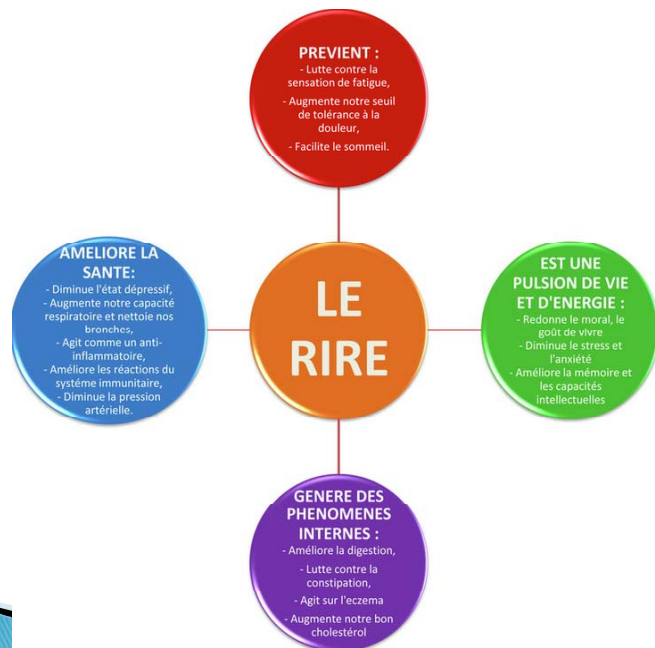 PREVIENT :
- Lutte contre la
sensation de fatigue,
- Augmente notre seuil
de tolérance à la
douleur,
- Facilite le sommeil.
AMELIORE LA
SANTE:
- Diminue l'état dépressif,
- Augmente notre capacité
respiratoire et nettoie nos
bronches,
- Agit comme un anti-
inflammatoire,
- Améliore les réactions du
systéme immunitaire,
- Diminue la pression
artérielle.
LE
RIRE
EST UNE
PULSION DE VIE
ET D'ENERGIE :
- Redonne le moral, le
goût de vivre
- Diminue le stress et
l'anxiété
- Améliore la mémoire et
les capacités
intellectuelles
GENERE DES
PHENOMENES
INTERNES :
- Améliore la digestion,
- Lutte contre la
constipation,
- Agit sur l'eczema
- Augmente notre bon
cholestérol